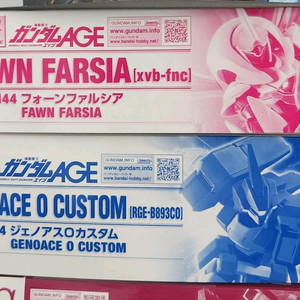 機動戦士
ガンダムAGE
GUNDAM.INFO
www.gundam.info
www.bandai-hobby.net/
WN FARSIA[xvb-fnc]
144 フォーンファルシア
FAWN FARSIA
機動戦士
ガンダムAGE
GUNDAM.INFO
www.gundam.info
www.bandai-hobby.net/
ACE O CUSTOM [RGE-B893CO]
4 ジェノアスOカスタム
GENOACE O CUSTOM